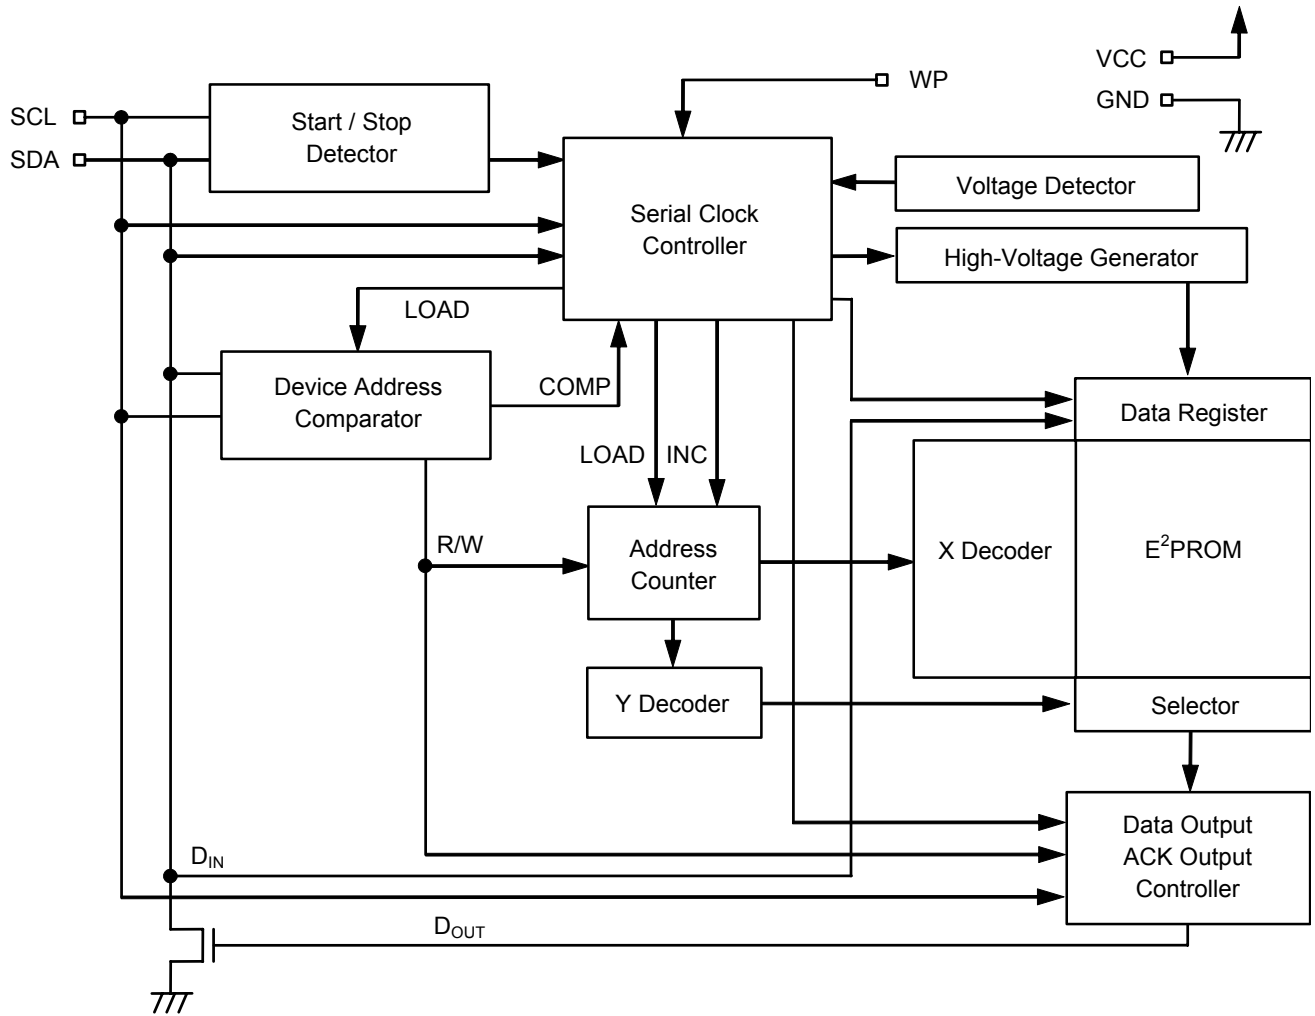 VCC
WP
GND
SCL
Start / Stop
Detector
SDA
Voltage Detector
Serial Clock
Controller
High-Voltage Generator
LOAD
Device Address
Comparator
COMP
Data Register
LOAD
INC
R/W
Address
Counter
X Decoder
E²PROM
Y Decoder
Selector
Data Output
ACK Output
Controller
DIN
DOUT